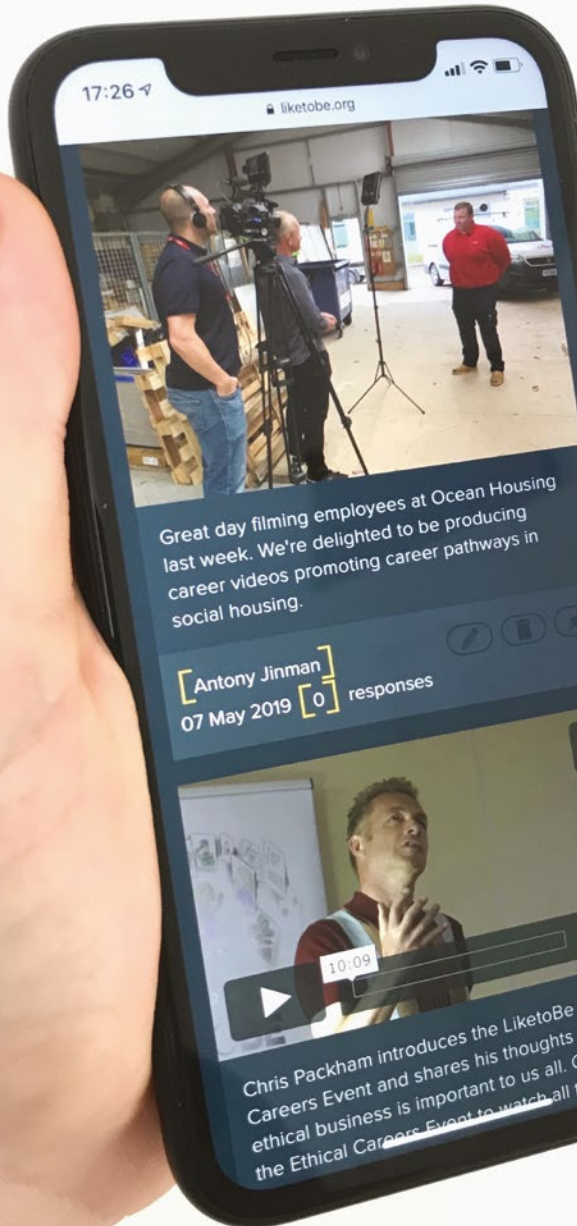 17:26
liketobe.org
Great day filming employees at Ocean Housing
last week. We're delighted to be producing
career videos promoting career pathways in
social housing.
[Antony Jinman]
07 May 2019 [0] responses
10:09
Chris Packham introduces the LiketoBe
Careers Event and shares his thoughts
ethical business is important to us all.
the Ethical Careers Event to watch all